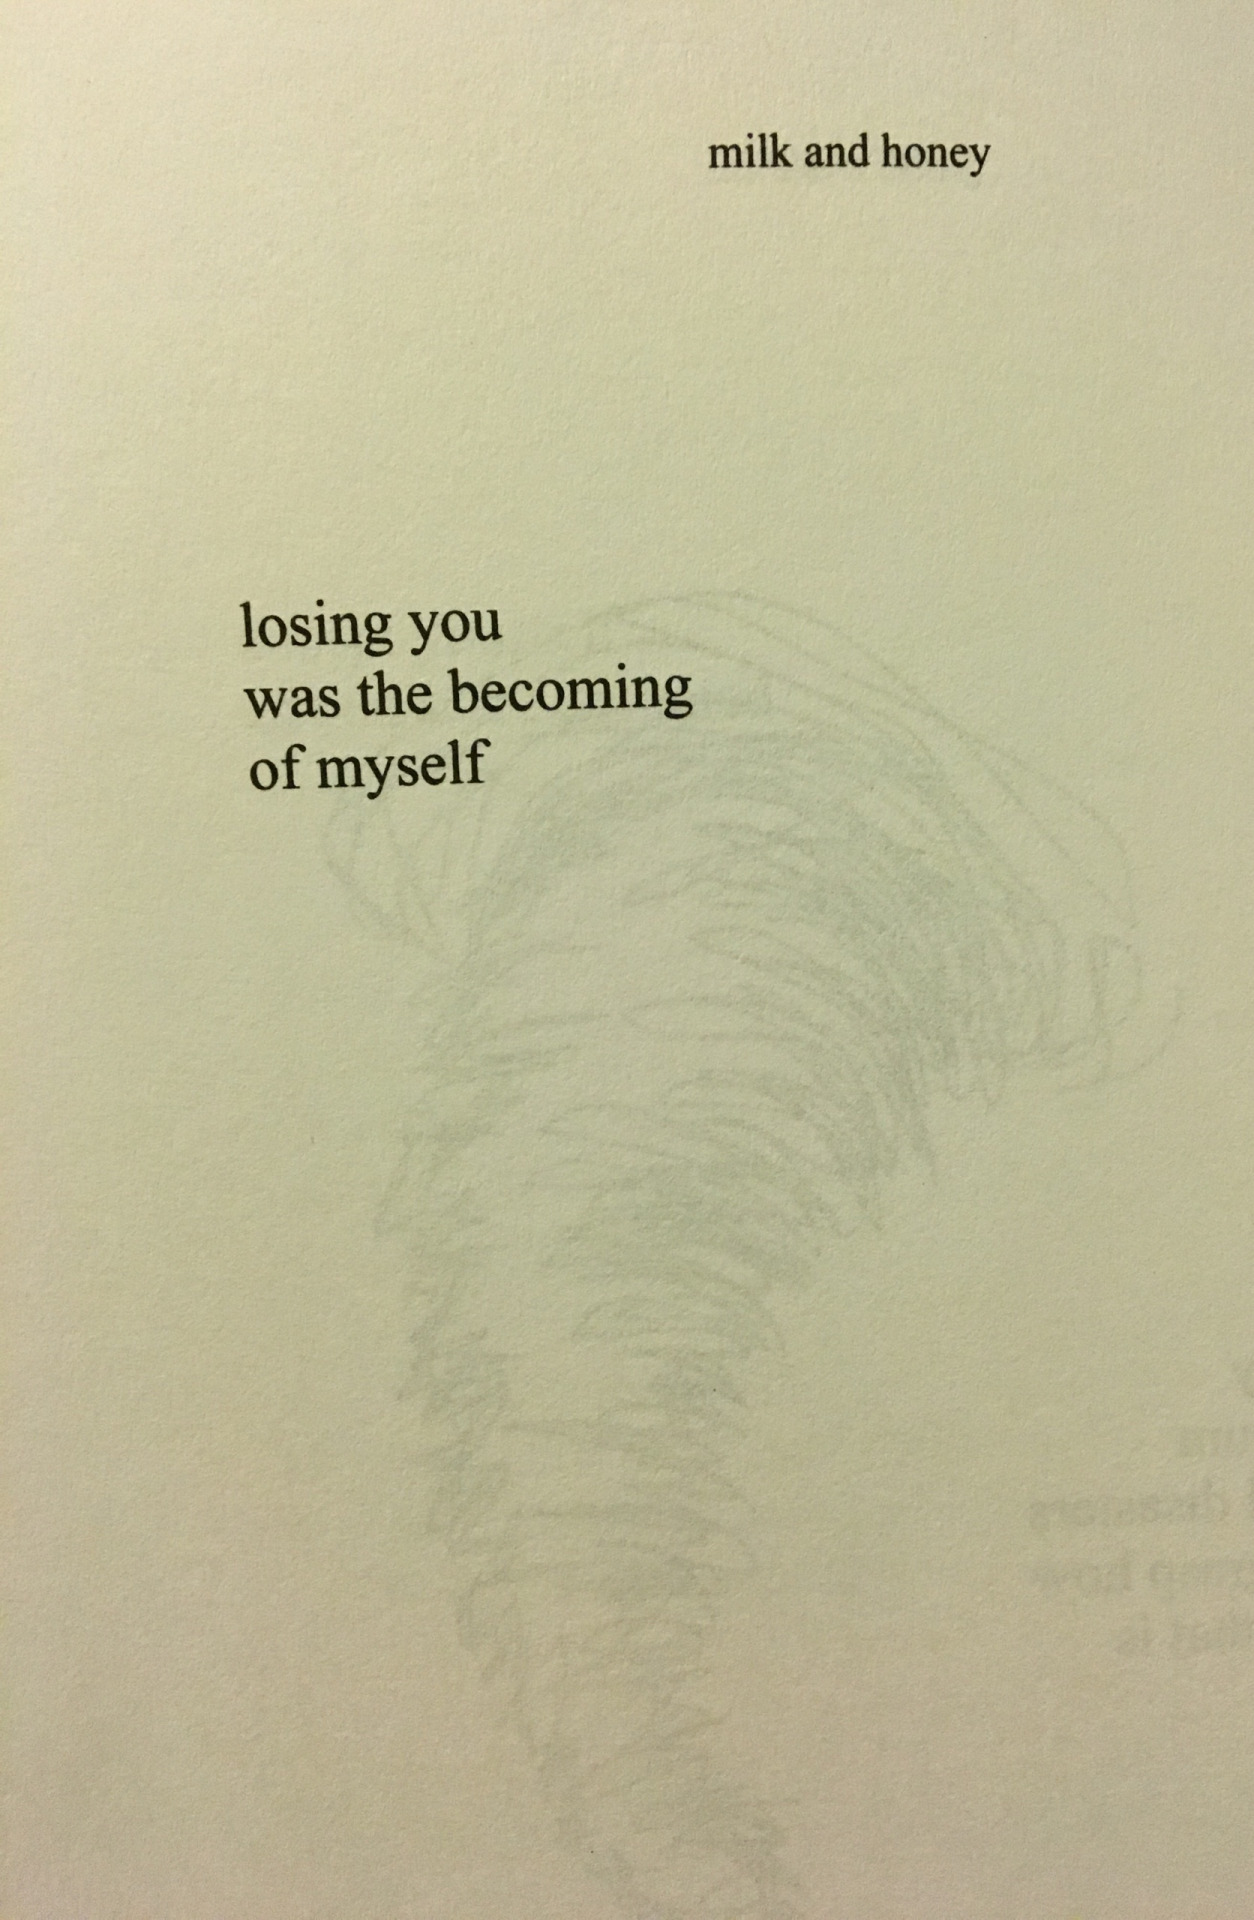 milk and honey
losing you
was the becoming
of myself